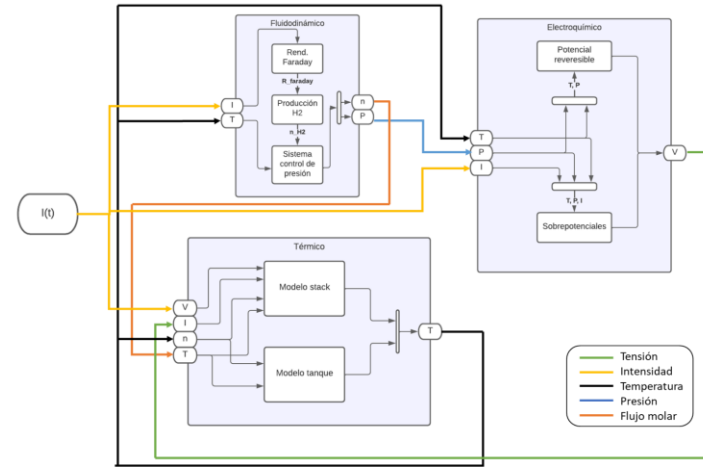 Fluidodinámico
Rend.
Faraday
R_faraday
I
T
Producción
H2
n_H2
Sistema
control de
presión
n
P
Electroquímico
Potencial
reveresible
T, P
T
P
I
V
T, P, I
Sobrepotenciales
I(t)
Térmico
V
I
n
T
Modelo stack
Modelo tanque
T
Tensión
Intensidad
Temperatura
Presión
Flujo molar